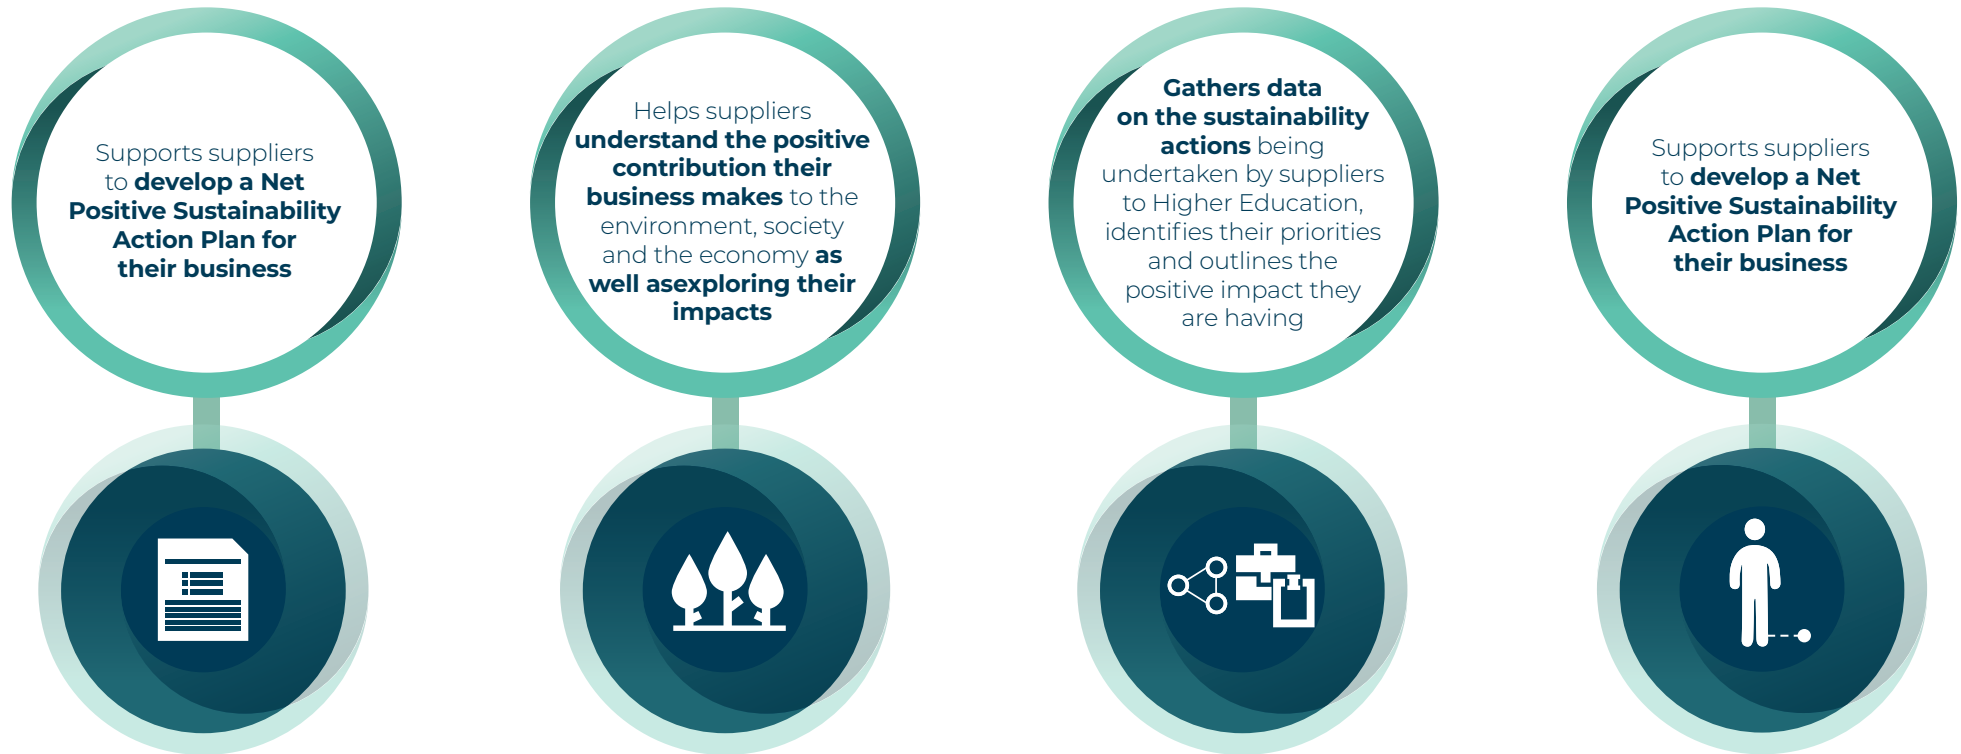 Supports suppliers
to develop a Net
Positive Sustainability
Action Plan for
their business
Helps suppliers
understand the positive
contribution their
business makes to the
environment, society
and the economy as
well asexploring their
impacts
Gathers data
on the sustainability
actions being
undertaken by suppliers
to Higher Education,
identifies their priorities
and outlines the
positive impact they
are having
Supports suppliers
to develop a Net
Positive Sustainability
Action Plan for
their business